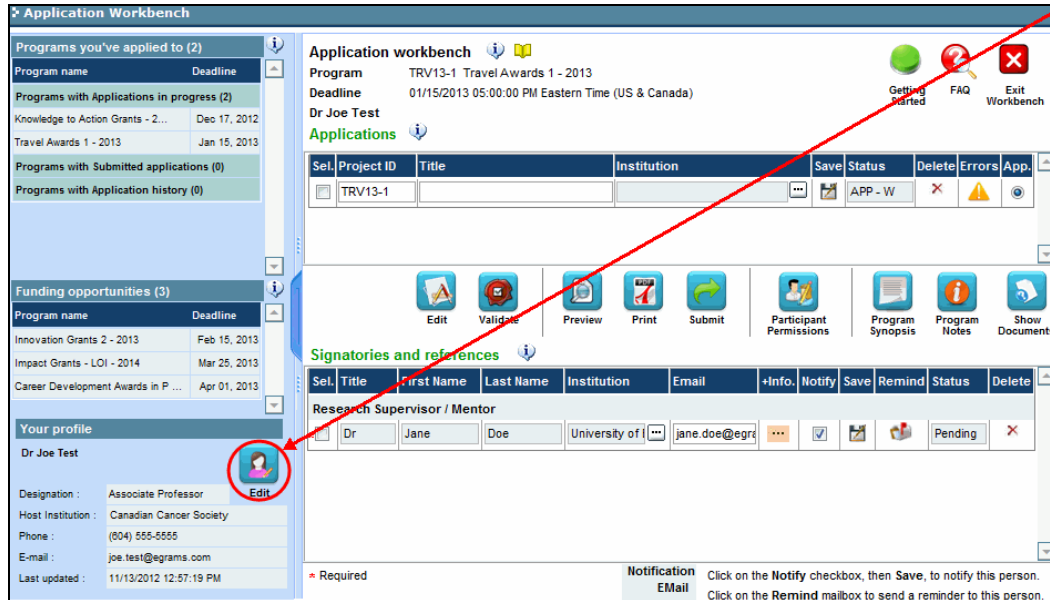 Application Workbench
Programs you've applied to (2)
Program name Deadline
Programs with Applications in progress (2)
Knowledge to Action Grants - 2... Dec 17, 2012
Travel Awards 1 - 2013 Jan 15, 2013
Programs with Submitted applications (0)
Programs with Application history (0)
Funding opportunities (3)
Program name Deadline
Innovation Grants 2 - 2013 Feb 15, 2013
Impact Grants - LOI - 2014 Mar 25, 2013
Career Development Awards in P ... Apr 01, 2013
Your profile
Dr Joe Test
Edit
Designation : Associate Professor
Host Institution : Canadian Cancer Society
Phone : (604) 555-5555
E-mail : joe.test@egrams.com
Last updated : 11/13/2012 12:57:19 PM
Application workbench
Program TRV13-1 Travel Awards 1 - 2013
Deadline 01/15/2013 05:00:00 PM Eastern Time (US & Canada)
Dr Joe Test
Getting Started FAQ Exit Workbench
Applications
Sel. Project ID Title Institution Save Status Delete Errors App.
TRV13-1 ... APP - W
Edit Validate Preview Print Submit Participant Permissions Program Synopsis Program Notes Show Document
Signatories and references
Sel. Title First Name Last Name Institution Email +Info. Notify Save Remind Status Delete
Research Supervisor / Mentor
Dr Jane Doe University of ... jane.doe@egra ... Pending
* Required
Notification EMail
Click on the Notify checkbox, then Save, to notify this person.
Click on the Remind mailbox to send a reminder to this person.